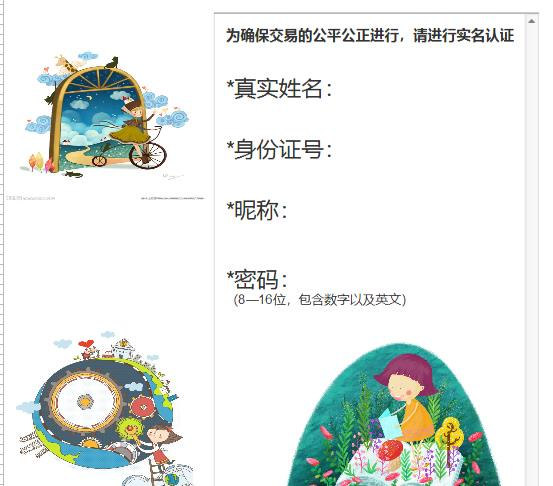 为确保交易的公平公正进行，请进行实名认证
*真实姓名：
*身份证号：
*昵称：
*密码：
（8—16位，包含数字以及英文）